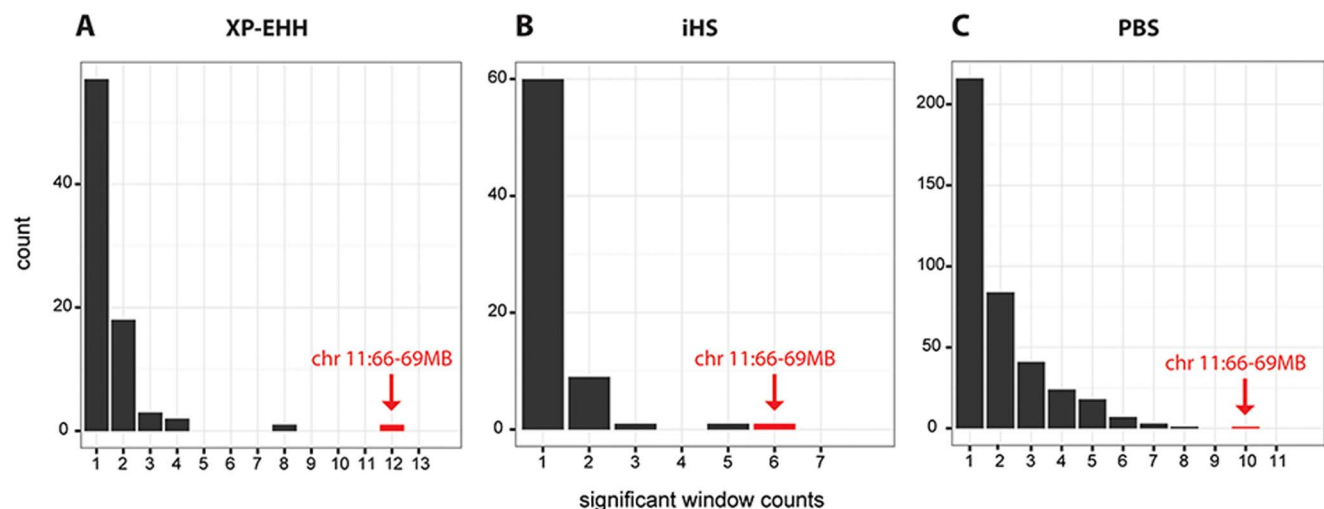 A XP-EHH
B iHS
C PBS
count
40
20
0
chr 11:66-69MB
1 2 3 4 5 6 7 8 9 10 11 12 13
60
40
20
0
chr 11:66-69MB
1 2 3 4 5 6 7
200
150
100
50
0
chr 11:66-69MB
1 2 3 4 5 6 7 8 9 10 11
significant window counts